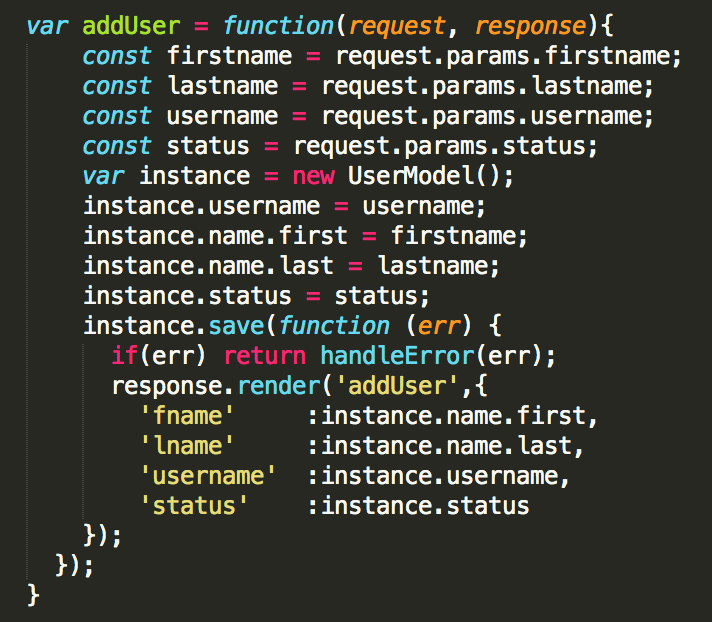 var addUser = function(request, response){
    const firstname = request.params.firstname;
    const lastname = request.params.lastname;
    const username = request.params.username;
    const status = request.params.status;
    var instance = new UserModel();
    instance.username = username;
    instance.name.first = firstname;
    instance.name.last = lastname;
    instance.status = status;
    instance.save(function (err) {
      if(err) return handleError(err);
      response.render('addUser',{
        'fname'     :instance.name.first,
        'lname'     :instance.name.last,
        'username'  :instance.username,
        'status'    :instance.status
    });
  });
}